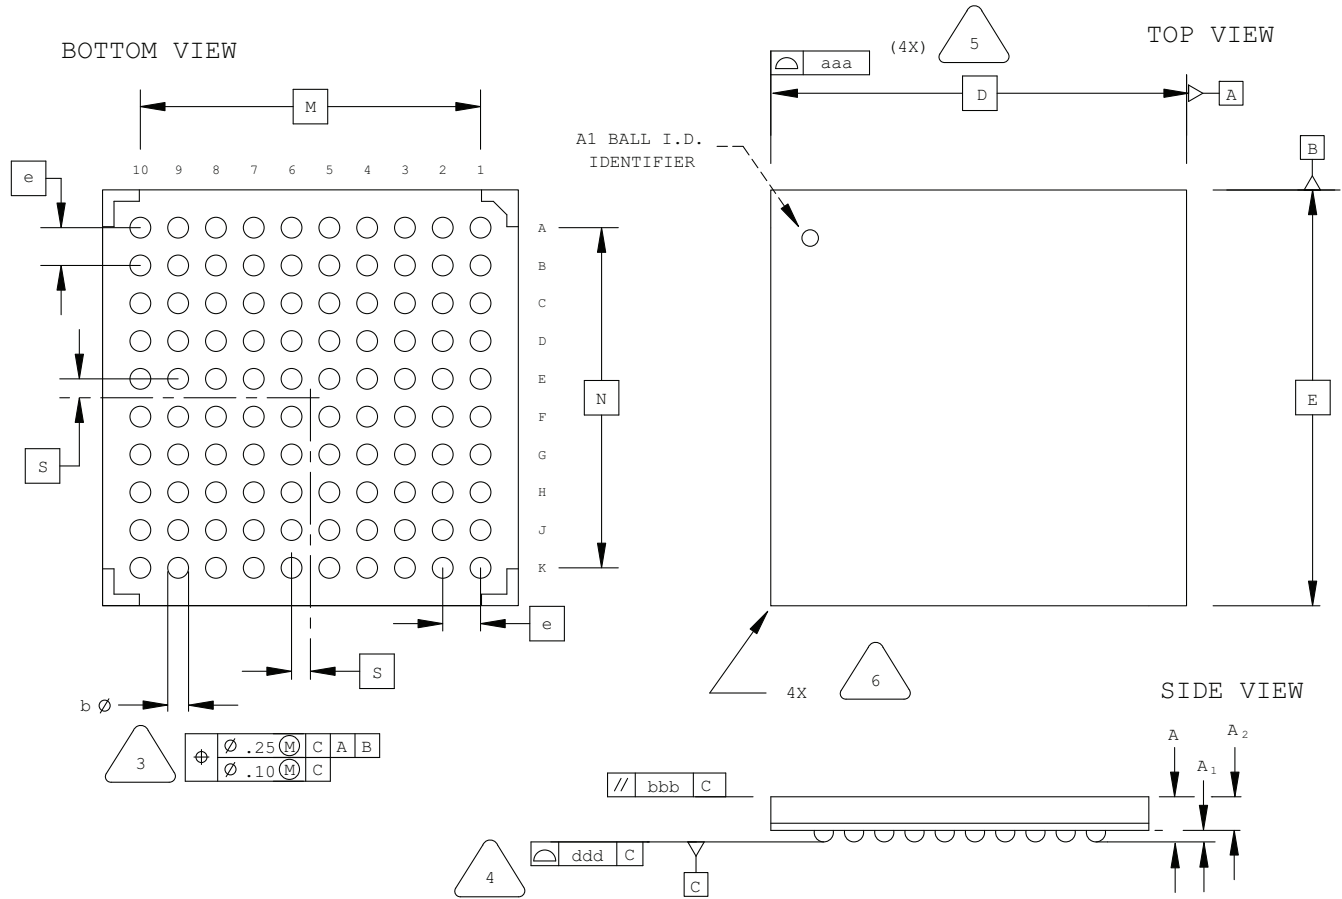 BOTTOM VIEW
TOP VIEW
aaa
(4X)
5
M
D
A
A1 BALL I.D.
IDENTIFIER
B
10 9 8 7 6 5 4 3 2 1
e
A
B
C
D
E
F
G
H
J
K
N
E
S
e
S
b Ø
3
⌖ Ø .25 Ⓜ C A B
Ø .10 Ⓜ C
4X
6
SIDE VIEW
A
A₁
A₂
// bbb C
4
ddd C
C